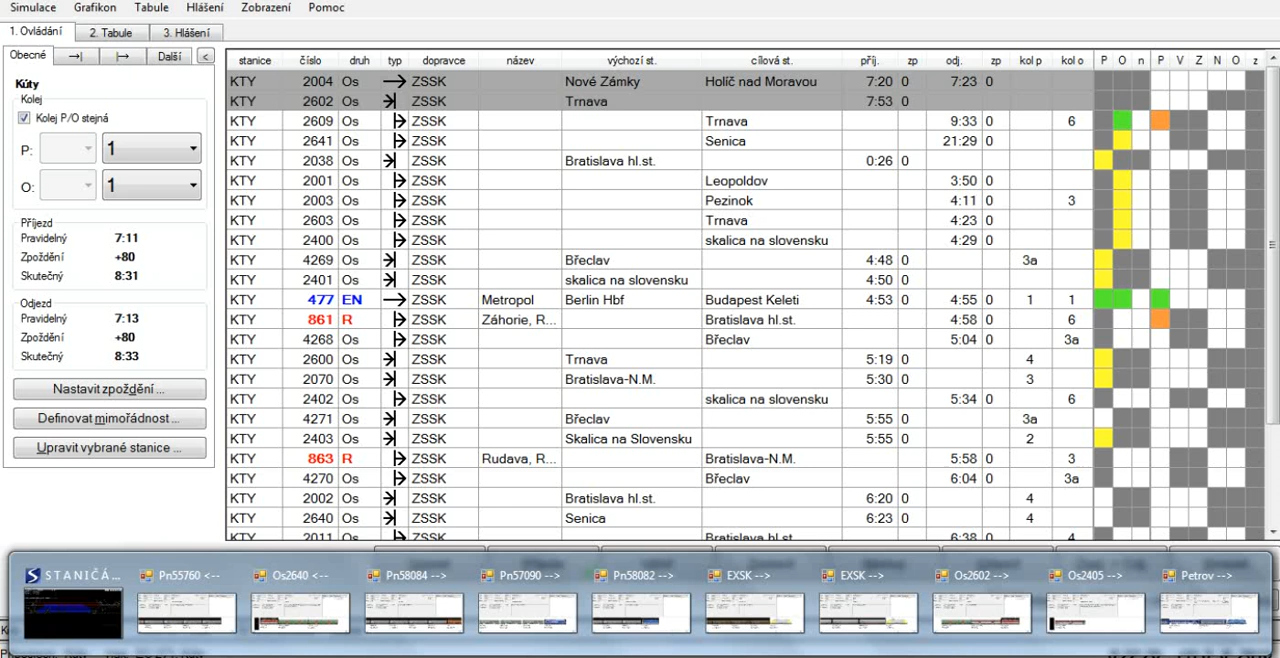 Simulace Grafikon Tabule Hlášení Zobrazení Pomoc
1. Ovládání 2. Tabule 3. Hlášení
Obecné Další <
Kúty
Kolej
Kolej P/O stejná
P: 1
O: 1
Příjezd
Pravidelný 7:11
Zpoždění +80
Skutečný 8:31
Odjezd
Pravidelný 7:13
Zpoždění +80
Skutečný 8:33
Nastavit zpoždění ...
Definovat mimořádnost ...
Upravit vybrané stanice ...
stanice číslo druh typ dopravce název výchozí st. cílová st. příj. zp odj. zp kol p kol o P O n P V Z N O z
KTY 2004 Os ZSSK Nové Zámky Holíč nad Moravou 7:20 0 7:23 0
KTY 2602 Os ZSSK Trnava 7:53 0
KTY 2609 Os ZSSK Trnava 9:33 0 6
KTY 2641 Os ZSSK Senica 21:29 0
KTY 2038 Os ZSSK Bratislava hl.st. 0:26 0
KTY 2001 Os ZSSK Leopoldov 3:50 0
KTY 2003 Os ZSSK Pezinok 4:11 0 3
KTY 2603 Os ZSSK Trnava 4:23 0
KTY 2400 Os ZSSK skalica na slovensku 4:29 0
KTY 4269 Os ZSSK Břeclav 4:48 0 3a
KTY 2401 Os ZSSK skalica na slovensku 4:50 0
KTY 477 EN ZSSK Metropol Berlin Hbf Budapest Keleti 4:53 0 4:55 0 1 1
KTY 861 R ZSSK Záhorie, R... Bratislava hl.st. 4:58 0 6
KTY 4268 Os ZSSK Břeclav 5:04 0 3a
KTY 2600 Os ZSSK Trnava 5:19 0 4
KTY 2070 Os ZSSK Bratislava-N.M. 5:30 0 3
KTY 2402 Os ZSSK skalica na slovensku 5:34 0 6
KTY 4271 Os ZSSK Břeclav 5:55 0 3a
KTY 2403 Os ZSSK Skalica na Slovensku 5:55 0 2
KTY 863 R ZSSK Rudava, R... Bratislava-N.M. 5:58 0 3
KTY 4270 Os ZSSK Břeclav 6:04 0 3a
KTY 2002 Os ZSSK Bratislava hl.st. 6:20 0 4
KTY 2640 Os ZSSK Senica 6:23 0 4
KTY 2011 Os ZSSK Bratislava hl.st. 6:38 0 4
STANIČÁ... Pn55760 <-- Os2640 <-- Pn58084 --> Pn57090 --> Pn58082 --> EXSK --> EXSK --> Os2602 --> Os2405 --> Petrov -->